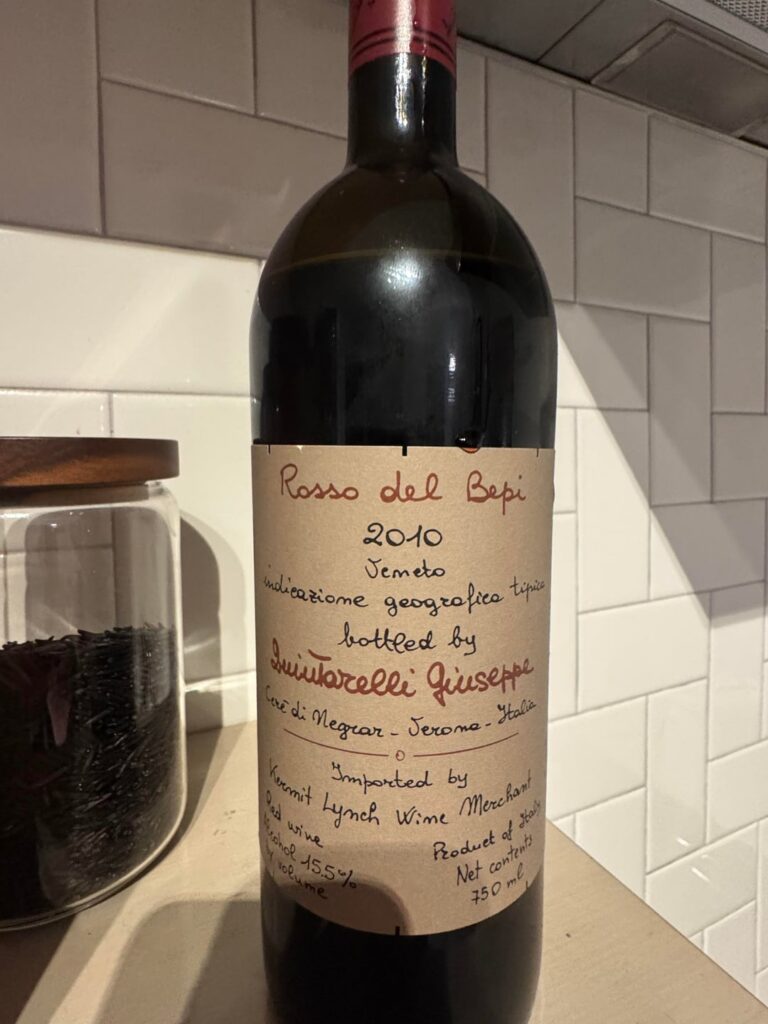 Rosso del Bepi
2010
Veneto
indicazione geografica tipica
bottled by
Quintarelli Giuseppe
Cerè di Negrar - Verona - Italia
Imported by
Kermit Lynch Wine Merchant
Red wine
Alcohol 15.5%
by volume
Product of Italy
Net contents
750 ml